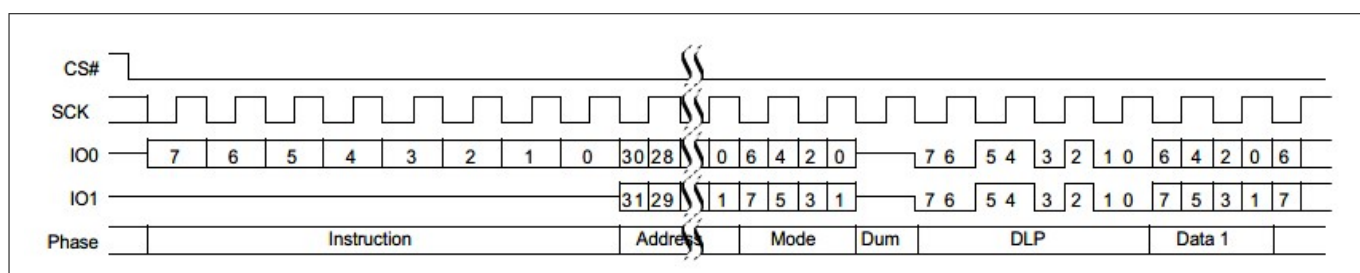 CS#
SCK
IO0 7 6 5 4 3 2 1 0 30 28 0 6 4 2 0 7 6 5 4 3 2 1 0 6 4 2 0 6
IO1 31 29 1 7 5 3 1 7 6 5 4 3 2 1 0 7 5 3 1 7
Phase Instruction Address Mode Dum DLP Data 1